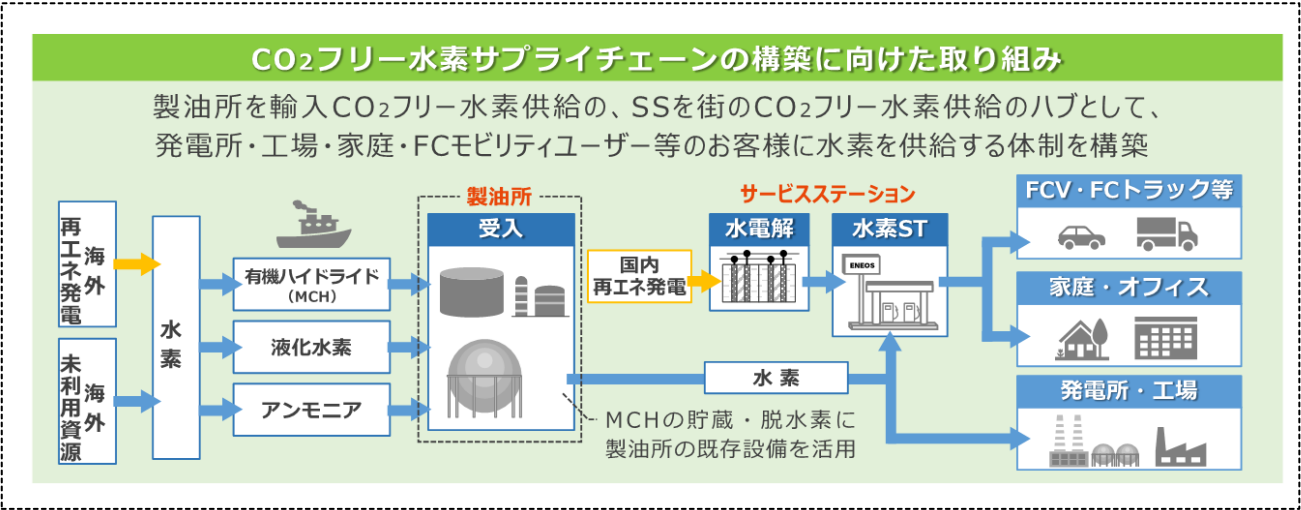 CO₂フリー水素サプライチェーンの構築に向けた取り組み
製油所を輸入CO₂フリー水素供給の、SSを街のCO₂フリー水素供給のハブとして、
発電所・工場・家庭・FCモビリティユーザー等のお客様に水素を供給する体制を構築
海外
再エネ発電
海外
未利用資源
水素
有機ハイドライド
（MCH）
液化水素
アンモニア
製油所
受入
MCHの貯蔵・脱水素に
製油所の既存設備を活用
国内
再エネ発電
サービスステーション
水電解
水素ST
ENEOS
水素
FCV・FCトラック等
家庭・オフィス
発電所・工場